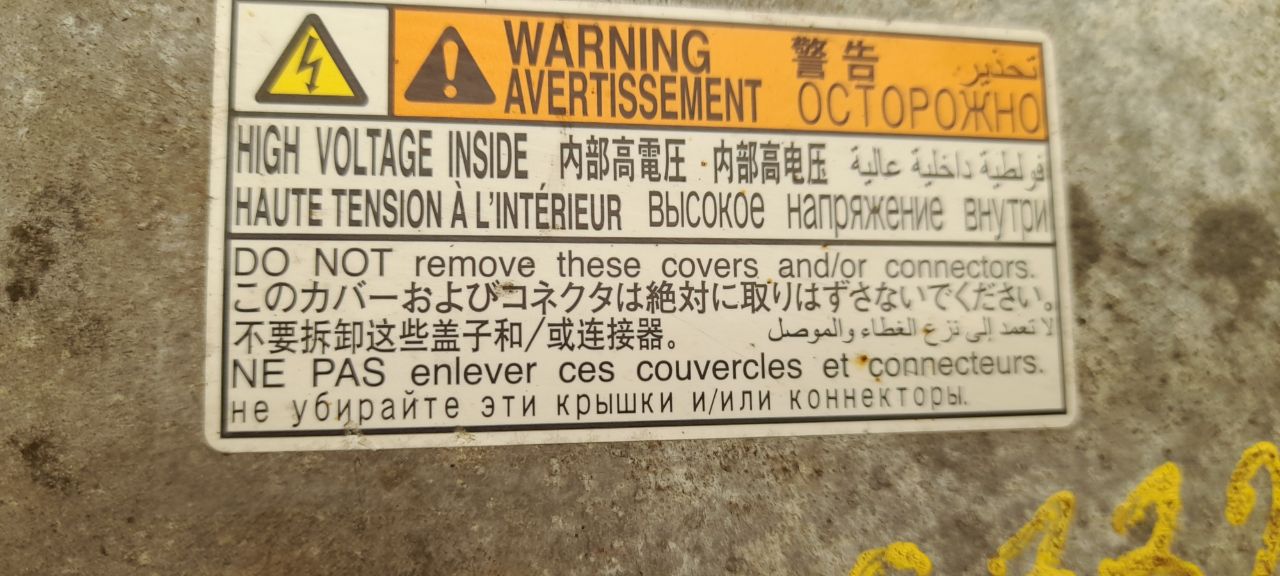 WARNING 警告 تحذير
AVERTISSEMENT ОСТОРОЖНО
HIGH VOLTAGE INSIDE 内部高電圧 内部高电压 فولطية داخلية عالية
HAUTE TENSION À L'INTÉRIEUR ВЫСОКОЕ напряжение внутри
DO NOT remove these covers and/or connectors.
このカバーおよびコネクタは絶対に取りはずさないでください。
不要拆卸这些盖子和/或连接器。 لا تعمد إلى نزع الغطاء والموصل
NE PAS enlever ces couvercles et connecteurs.
не убирайте эти крышки и/или коннекторы.